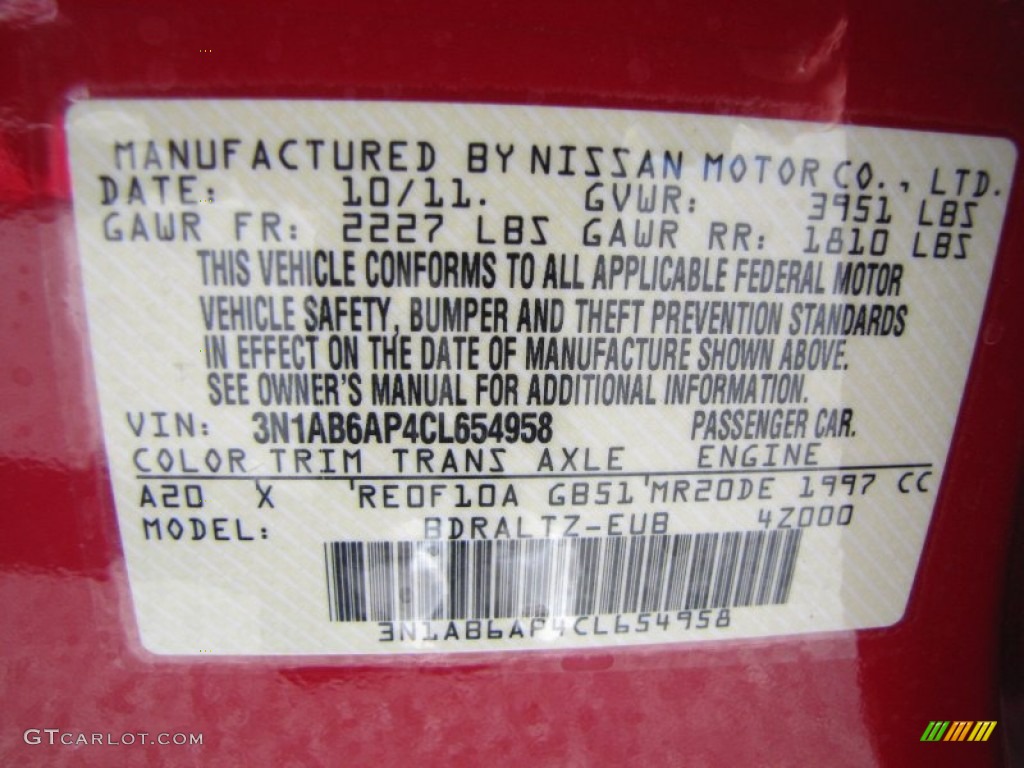 MANUFACTURED BY NISSAN MOTOR CO., LTD.
DATE: 10/11. GVWR: 3951 LBS
GAWR FR: 2227 LBS GAWR RR: 1810 LBS
THIS VEHICLE CONFORMS TO ALL APPLICABLE FEDERAL MOTOR
VEHICLE SAFETY, BUMPER AND THEFT PREVENTION STANDARDS
IN EFFECT ON THE DATE OF MANUFACTURE SHOWN ABOVE.
SEE OWNER'S MANUAL FOR ADDITIONAL INFORMATION.
VIN: 3N1AB6AP4CL654958 PASSENGER CAR.
COLOR TRIM TRANS AXLE ENGINE
A20 X RE0F10A GB51 MR20DE 1997 CC
MODEL: BDRALTZ-EUB 4Z000
3N1AB6AP4CL654958
GTCARLOT.COM